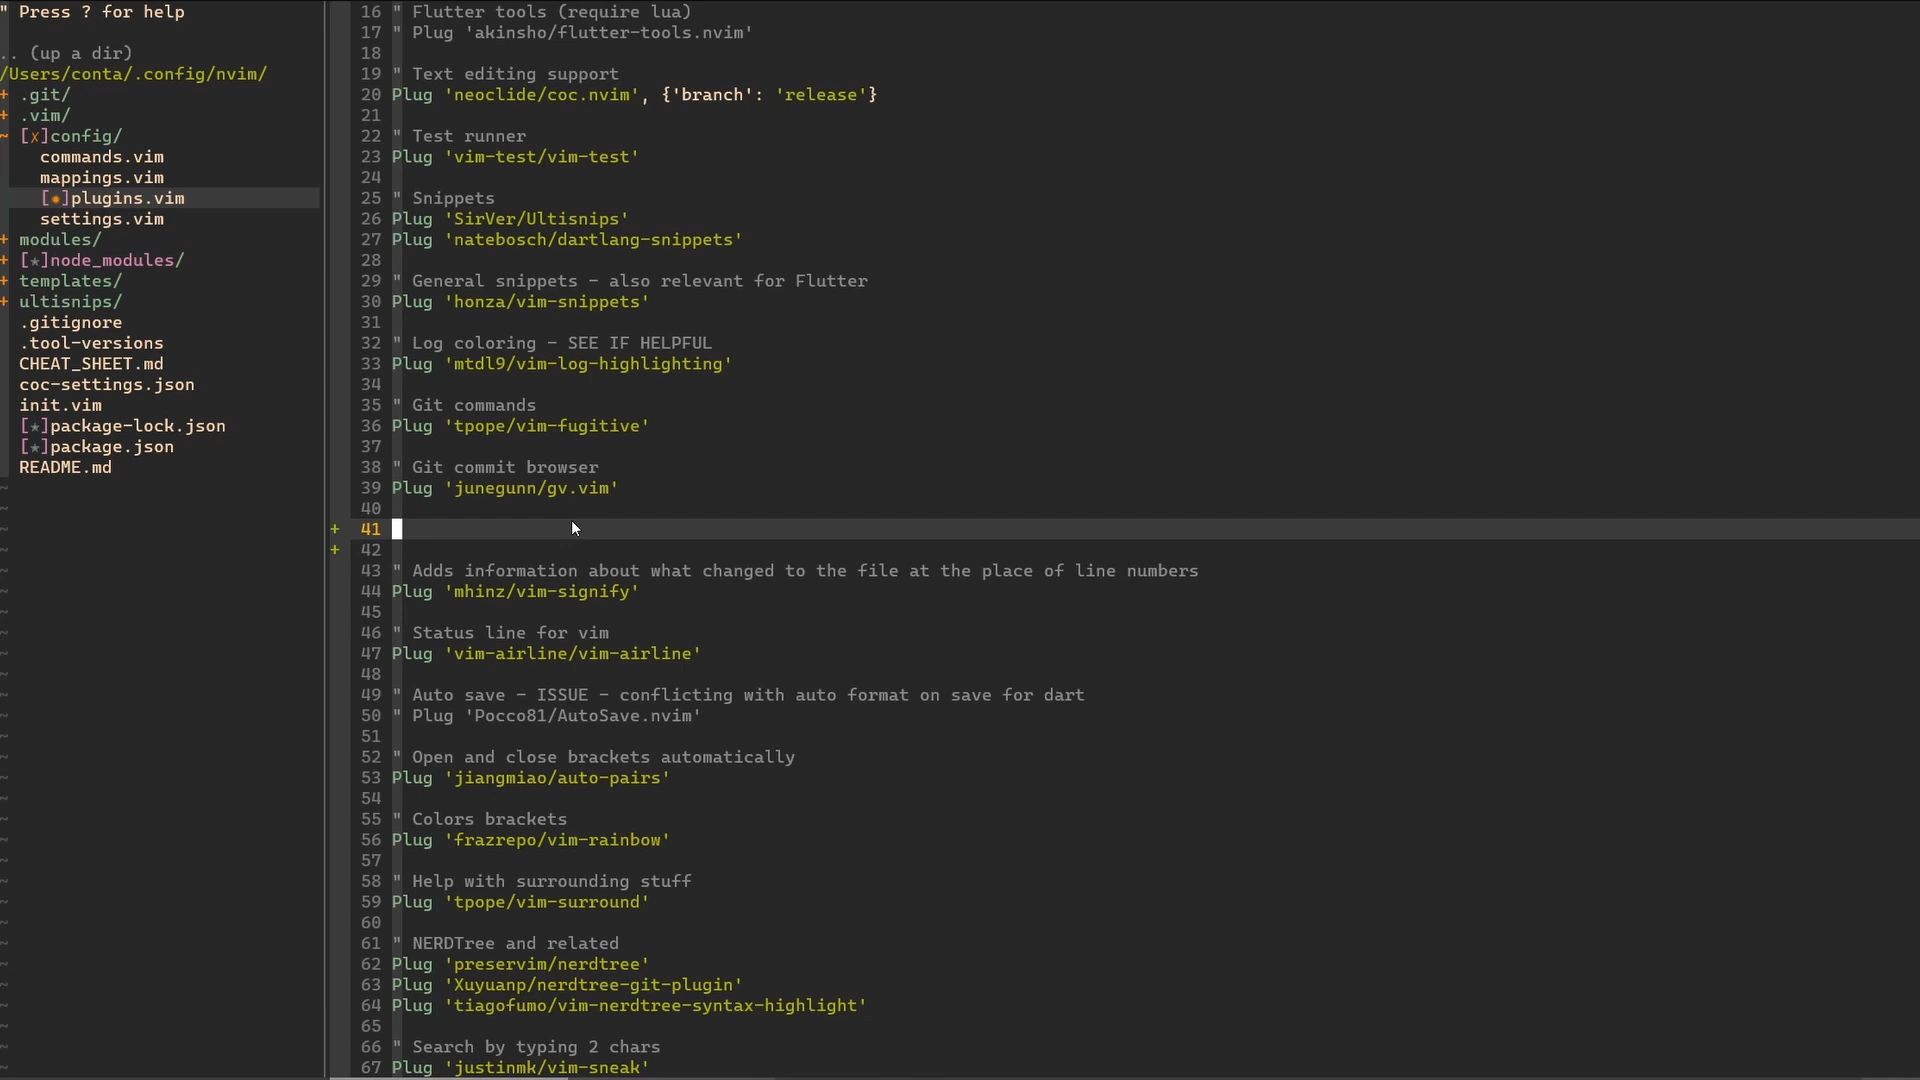 " Press ? for help
.. (up a dir)
/Users/conta/.config/nvim/
+ .git/
+ .vim/
~ [✗]config/
commands.vim
mappings.vim
[✹]plugins.vim
settings.vim
+ modules/
+ [★]node_modules/
+ templates/
+ ultisnips/
.gitignore
.tool-versions
CHEAT_SHEET.md
coc-settings.json
init.vim
[★]package-lock.json
[★]package.json
README.md
16 " Flutter tools (require lua)
17 " Plug 'akinsho/flutter-tools.nvim'
18
19 " Text editing support
20 Plug 'neoclide/coc.nvim', {'branch': 'release'}
21
22 " Test runner
23 Plug 'vim-test/vim-test'
24
25 " Snippets
26 Plug 'SirVer/Ultisnips'
27 Plug 'natebosch/dartlang-snippets'
28
29 " General snippets - also relevant for Flutter
30 Plug 'honza/vim-snippets'
31
32 " Log coloring - SEE IF HELPFUL
33 Plug 'mtdl9/vim-log-highlighting'
34
35 " Git commands
36 Plug 'tpope/vim-fugitive'
37
38 " Git commit browser
39 Plug 'junegunn/gv.vim'
40
+ 41
+ 42
43 " Adds information about what changed to the file at the place of line numbers
44 Plug 'mhinz/vim-signify'
45
46 " Status line for vim
47 Plug 'vim-airline/vim-airline'
48
49 " Auto save - ISSUE - conflicting with auto format on save for dart
50 " Plug 'Pocco81/AutoSave.nvim'
51
52 " Open and close brackets automatically
53 Plug 'jiangmiao/auto-pairs'
54
55 " Colors brackets
56 Plug 'frazrepo/vim-rainbow'
57
58 " Help with surrounding stuff
59 Plug 'tpope/vim-surround'
60
61 " NERDTree and related
62 Plug 'preservim/nerdtree'
63 Plug 'Xuyuanp/nerdtree-git-plugin'
64 Plug 'tiagofumo/vim-nerdtree-syntax-highlight'
65
66 " Search by typing 2 chars
67 Plug 'justinmk/vim-sneak'